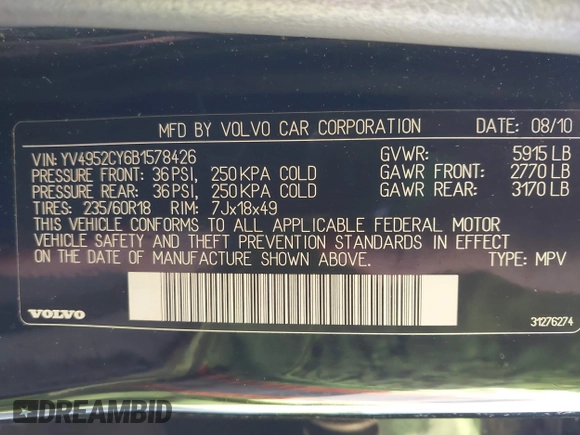 MFD BY VOLVO CAR CORPORATION DATE: 08/10
VIN: YV4952CY6B1578426 GVWR: 5915 LB
PRESSURE FRONT: 36 PSI, 250 KPA COLD GAWR FRONT: 2770 LB
PRESSURE REAR: 36 PSI, 250 KPA COLD GAWR REAR: 3170 LB
TIRES: 235/60R18 RIM: 7Jx18x49
THIS VEHICLE CONFORMS TO ALL APPLICABLE FEDERAL MOTOR
VEHICLE SAFETY AND THEFT PREVENTION STANDARDS IN EFFECT
ON THE DATE OF MANUFACTURE SHOWN ABOVE. TYPE: MPV
VOLVO 31276274
DREAMBID